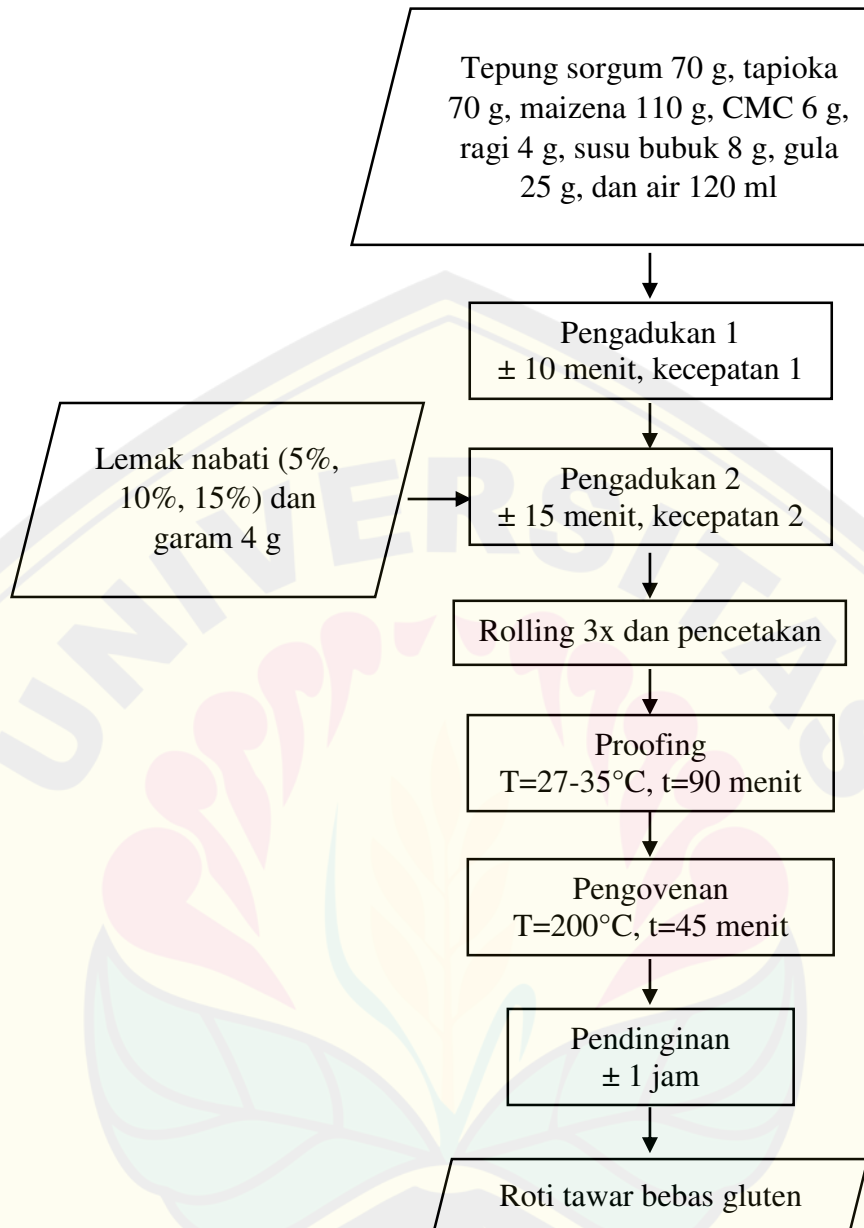 Tepung sorgum 70 g, tapioka
70 g, maizena 110 g, CMC 6 g,
ragi 4 g, susu bubuk 8 g, gula
25 g, dan air 120 ml
Pengadukan 1
± 10 menit, kecepatan 1
Lemak nabati (5%,
10%, 15%) dan
garam 4 g
Pengadukan 2
± 15 menit, kecepatan 2
Rolling 3x dan pencetakan
Proofing
T=27-35°C, t=90 menit
Pengovenan
T=200°C, t=45 menit
Pendinginan
± 1 jam
Roti tawar bebas gluten
UNIVERSITAS